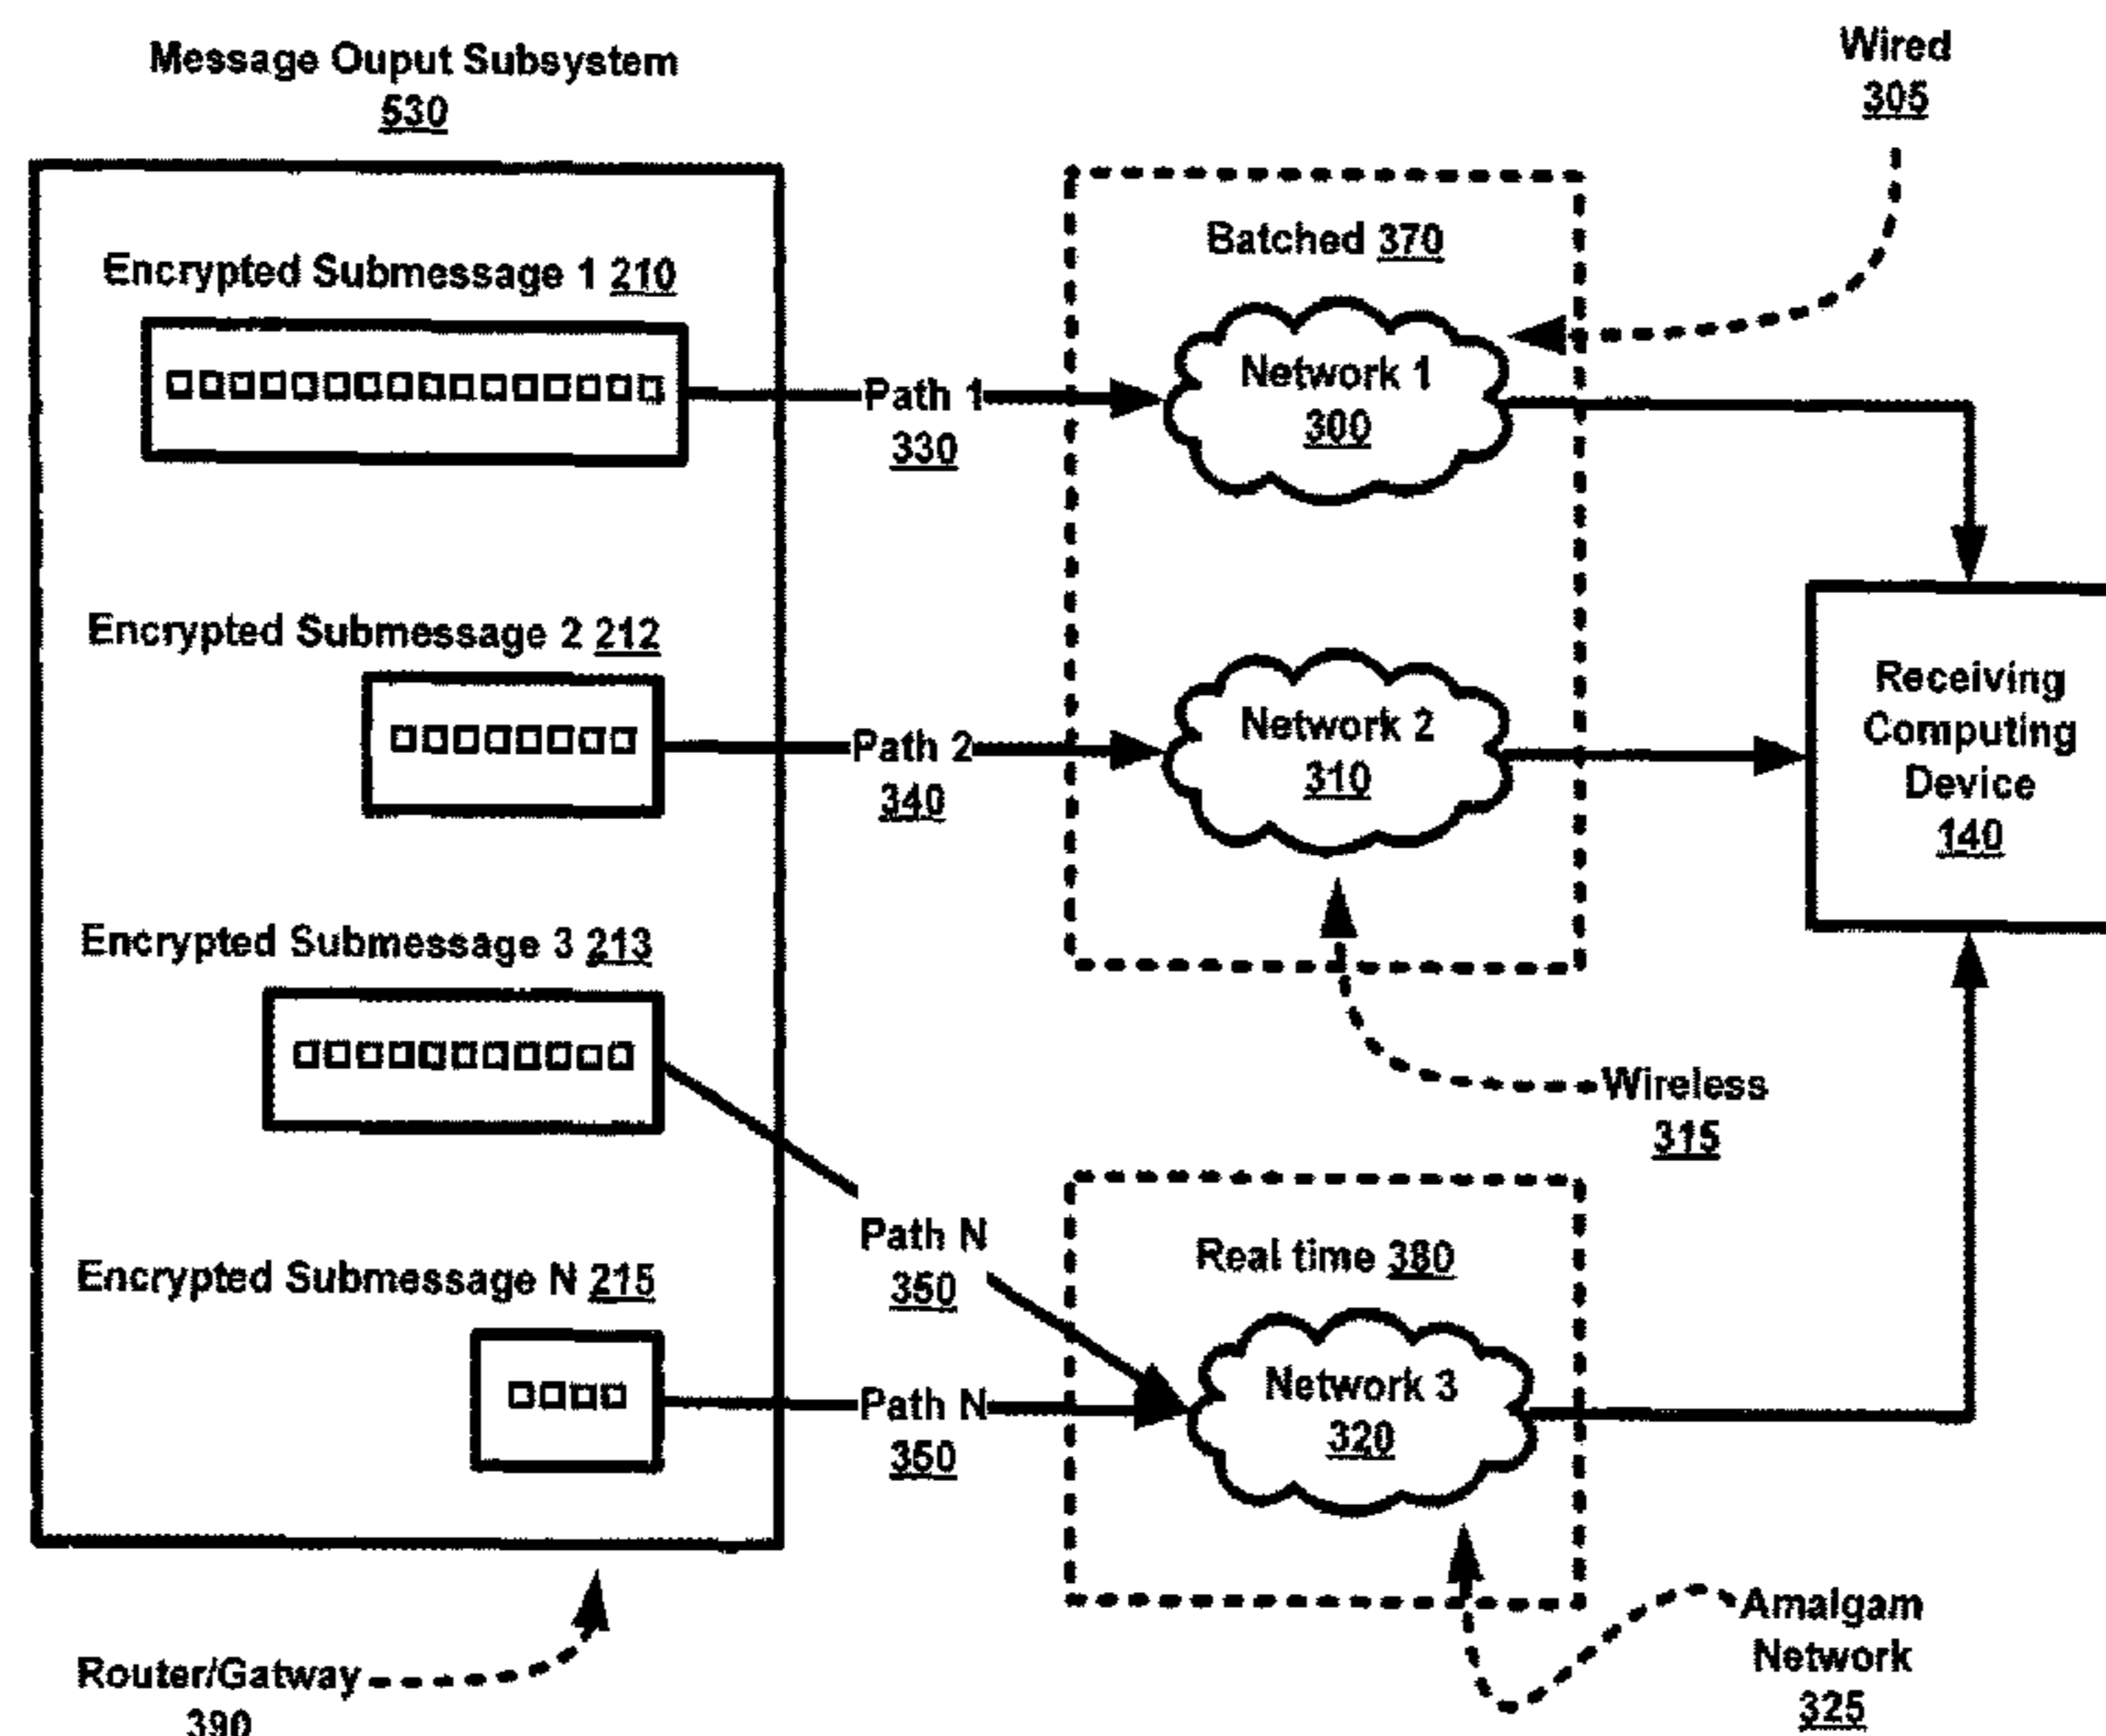 Message Ouput Subsystem
530
Wired
305
Encrypted Submessage 1 210
Path 1
330
Batched 370
Network 1
300
Encrypted Submessage 2 212
Path 2
340
Network 2
310
Receiving
Computing
Device
140
Encrypted Submessage 3 213
Wireless
315
Path N
350
Encrypted Submessage N 215
Path N
350
Real time 380
Network 3
320
Router/Gatway
390
Amalgam
Network
325